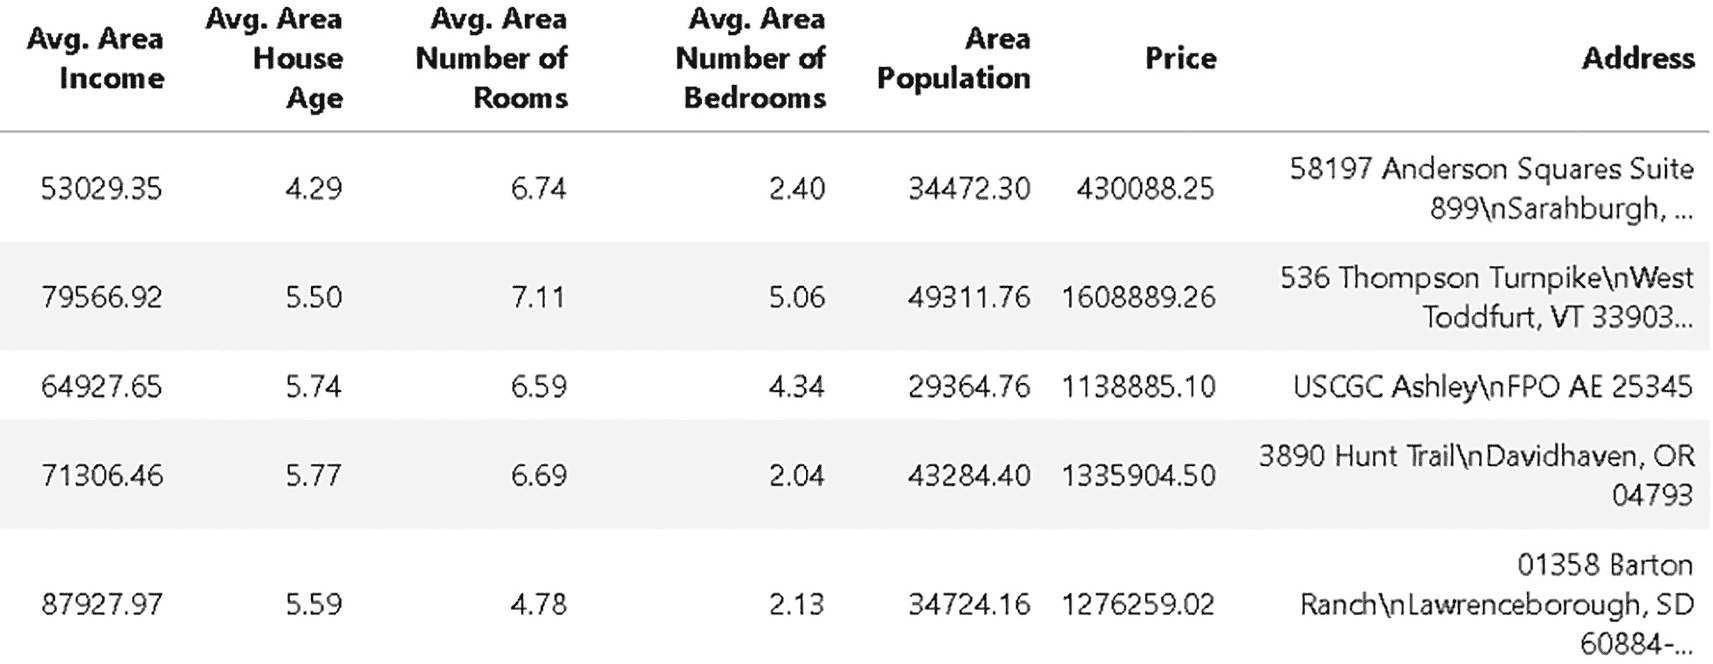 Avg. Area Income Avg. Area House Age Avg. Area Number of Rooms Avg. Area Number of Bedrooms Area Population Price Address
53029.35 4.29 6.74 2.40 34472.30 430088.25 58197 Anderson Squares Suite
899\nSarahburgh, ...
79566.92 5.50 7.11 5.06 49311.76 1608889.26 536 Thompson Turnpike\nWest
Toddfurt, VT 33903...
64927.65 5.74 6.59 4.34 29364.76 1138885.10 USCGC Ashley\nFPO AE 25345
71306.46 5.77 6.69 2.04 43284.40 1335904.50 3890 Hunt Trail\nDavidhaven, OR
04793
01358 Barton
87927.97 5.59 4.78 2.13 34724.16 1276259.02 Ranch\nLawrenceborough, SD
60884-...